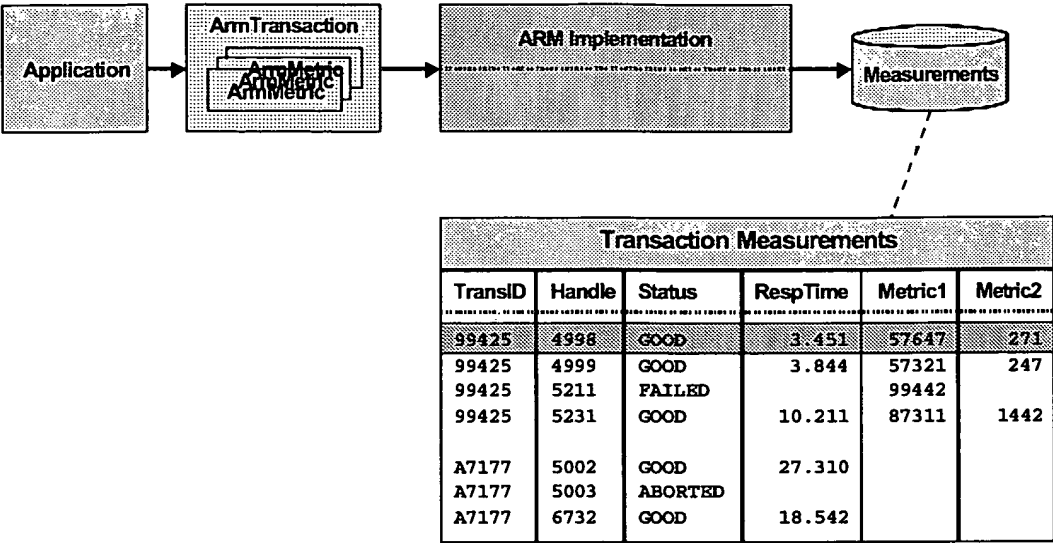 Application
ArmTransaction
ArmMetric
ArmMetric
ArmMetric
ARM Implementation
Measurements
Transaction Measurements
TransID Handle Status RespTime Metric1 Metric2
99425 4998 GOOD 3.451 57647 271
99425 4999 GOOD 3.844 57321 247
99425 5211 FAILED 99442
99425 5231 GOOD 10.211 87311 1442
A7177 5002 GOOD 27.310
A7177 5003 ABORTED
A7177 6732 GOOD 18.542